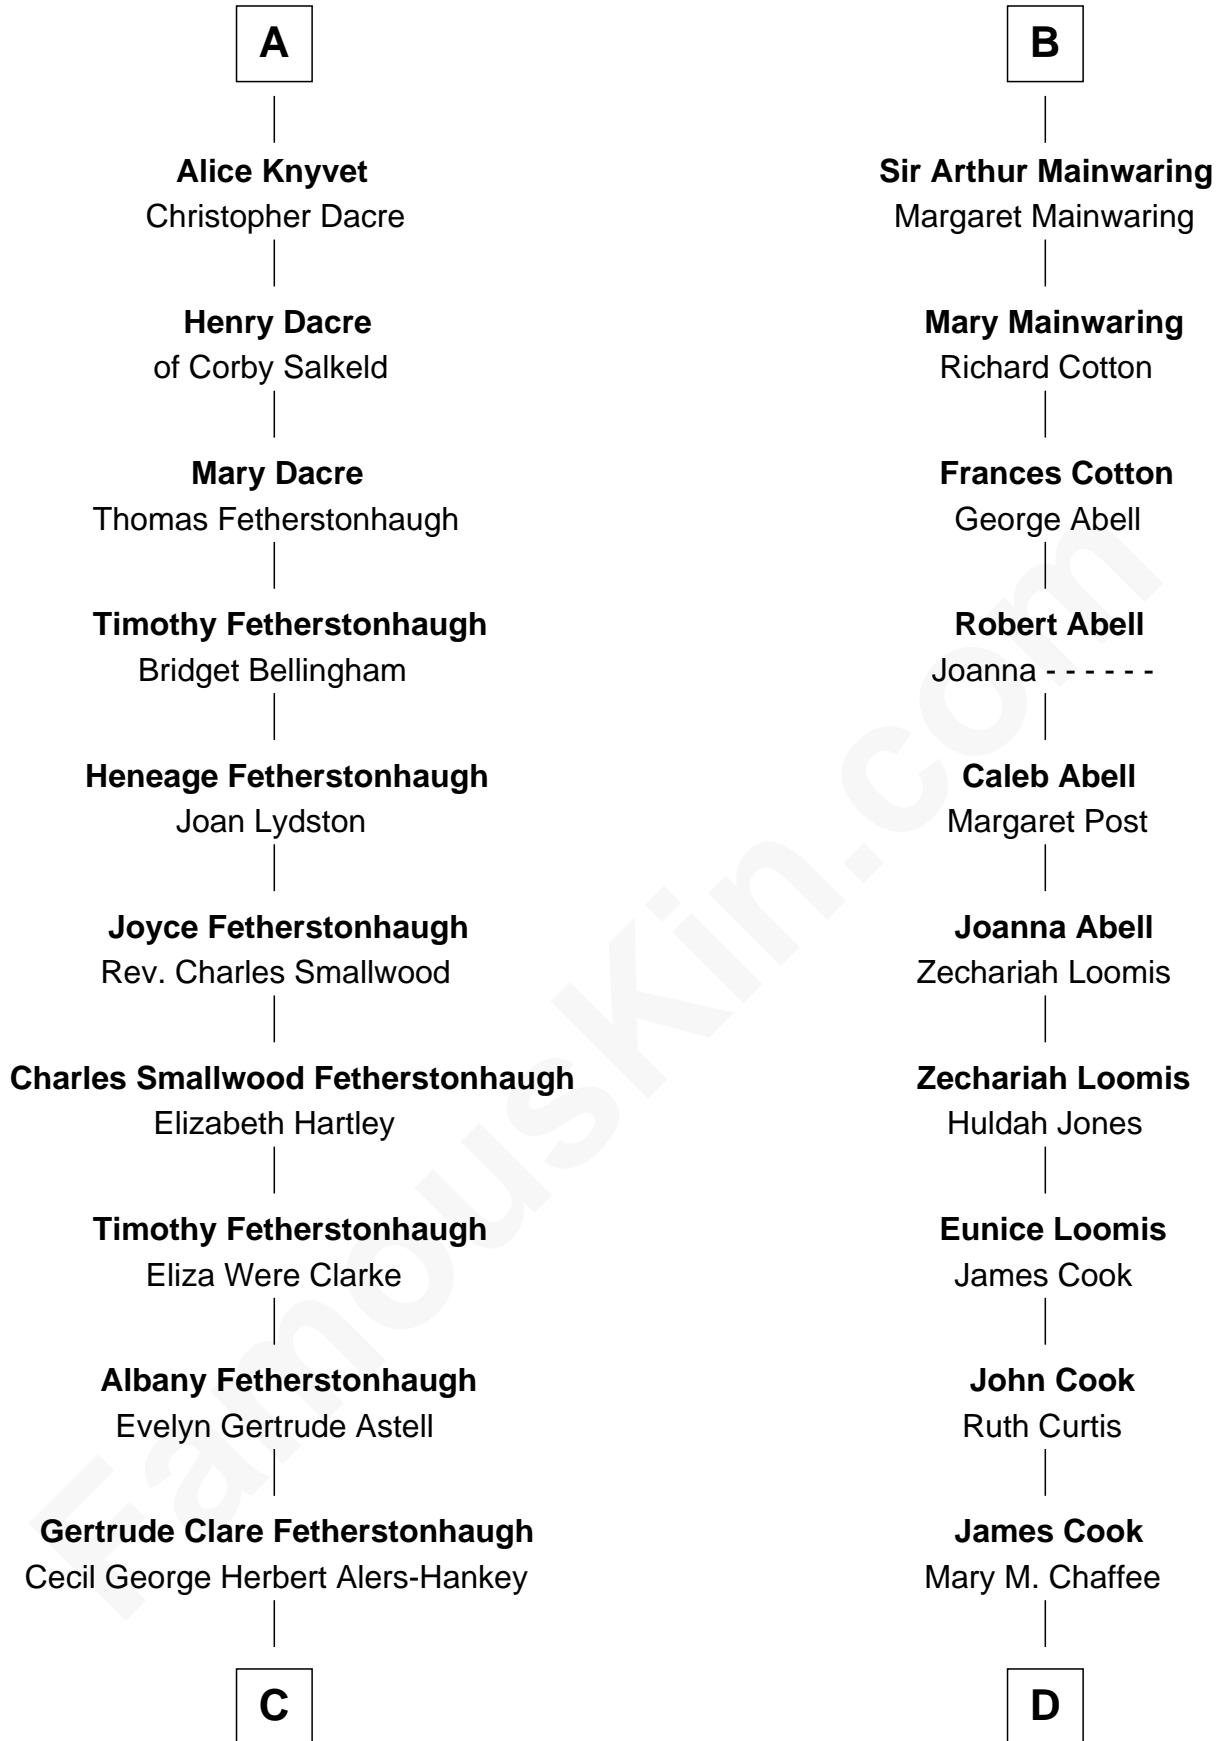 A
Alice Knyvet
Christopher Dacre
Henry Dacre
of Corby Salkeld
Mary Dacre
Thomas Fetherstonhaugh
Timothy Fetherstonhaugh
Bridget Bellingham
Heneage Fetherstonhaugh
Joan Lydston
Joyce Fetherstonhaugh
Rev. Charles Smallwood
Charles Smallwood Fetherstonhaugh
Elizabeth Hartley
Timothy Fetherstonhaugh
Eliza Were Clarke
Albany Fetherstonhaugh
Evelyn Gertrude Astell
Gertrude Clare Fetherstonhaugh
Cecil George Herbert Alers-Hankey
C
B
Sir Arthur Mainwaring
Margaret Mainwaring
Mary Mainwaring
Richard Cotton
Frances Cotton
George Abell
Robert Abell
Joanna - - - - - -
Caleb Abell
Margaret Post
Joanna Abell
Zechariah Loomis
Zechariah Loomis
Huldah Jones
Eunice Loomis
James Cook
John Cook
Ruth Curtis
James Cook
Mary M. Chaffee
D
FamousKin.com